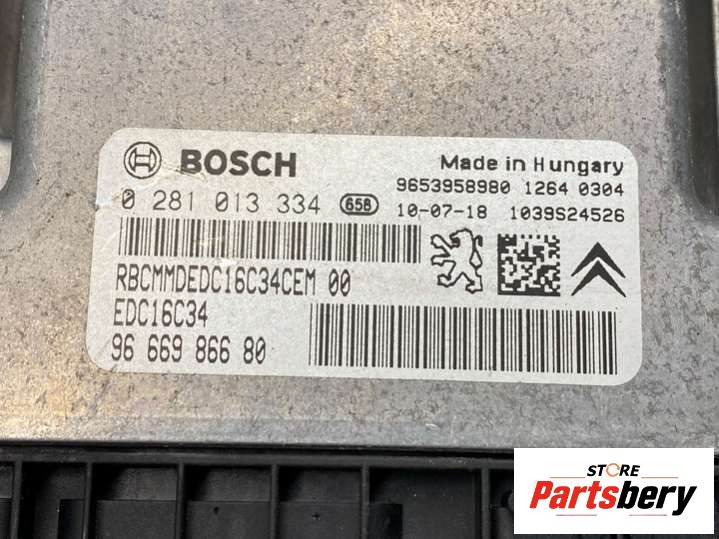 BOSCH
Made in Hungary
9653958980 1264 0304
0 281 013 334 658
10-07-18 1039S24526
RBCMMDEDC16C34CEM 00
EDC16C34
96 669 866 80
STORE
Partsbery